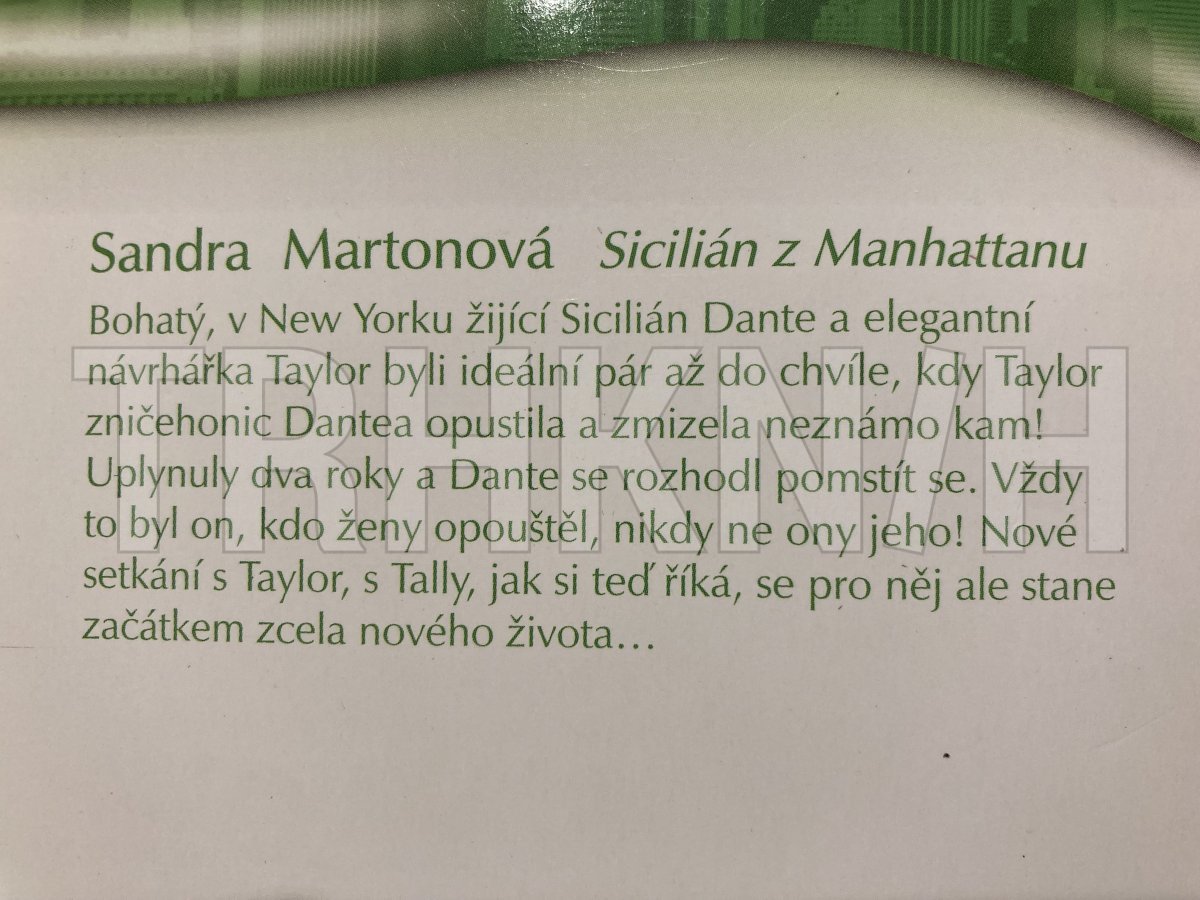 Sandra Martonová Sicilián z Manhattanu
Bohatý, v New Yorku žijící Sicilián Dante a elegantní
návrhářka Taylor byli ideální pár až do chvíle, kdy Taylor
zničehonic Dantea opustila a zmizela neznámo kam!
Uplynuly dva roky a Dante se rozhodl pomstít se. Vždy
to byl on, kdo ženy opouštěl, nikdy ne ony jeho! Nové
setkání s Taylor, s Tally, jak si teď říká, se pro něj ale stane
začátkem zcela nového života…
TRHKNIH